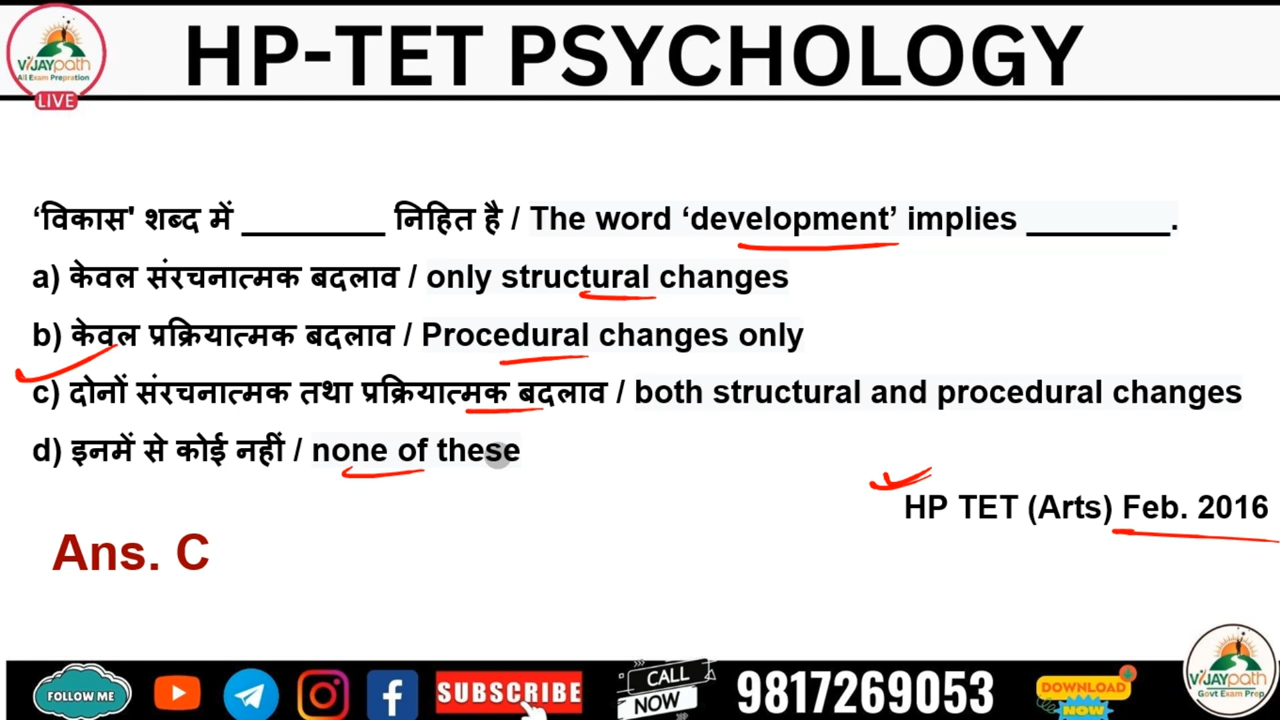 HP-TET PSYCHOLOGY
ViJAYpath
All Exam Prepration
LIVE
‘विकास' शब्द में ________ निहित है / The word ‘development’ implies ________.
a) केवल संरचनात्मक बदलाव / only structural changes
b) केवल प्रक्रियात्मक बदलाव / Procedural changes only
c) दोनों संरचनात्मक तथा प्रक्रियात्मक बदलाव / both structural and procedural changes
d) इनमें से कोई नहीं / none of these
HP TET (Arts) Feb. 2016
Ans. C
FOLLOW ME
SUBSCRIBE
CALL
NOW
9817269053
DOWNLOAD
NOW
ViJAYpath
Govt Exam Prep